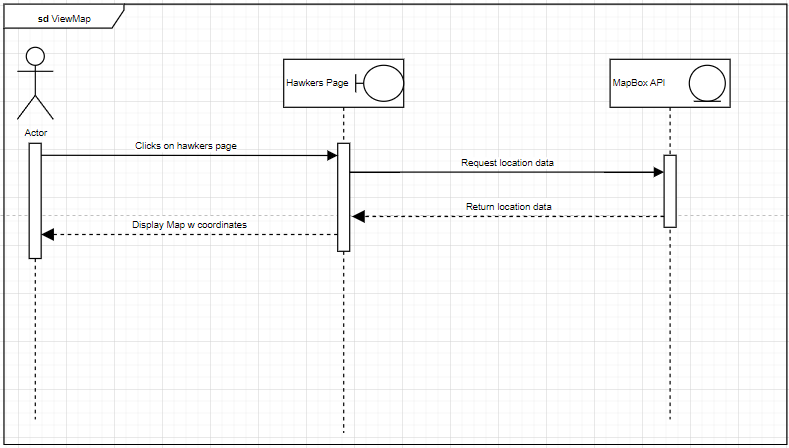 sd ViewMap
Hawkers Page
MapBox API
Actor
Clicks on hawkers page
Request location data
Return location data
Display Map w coordinates